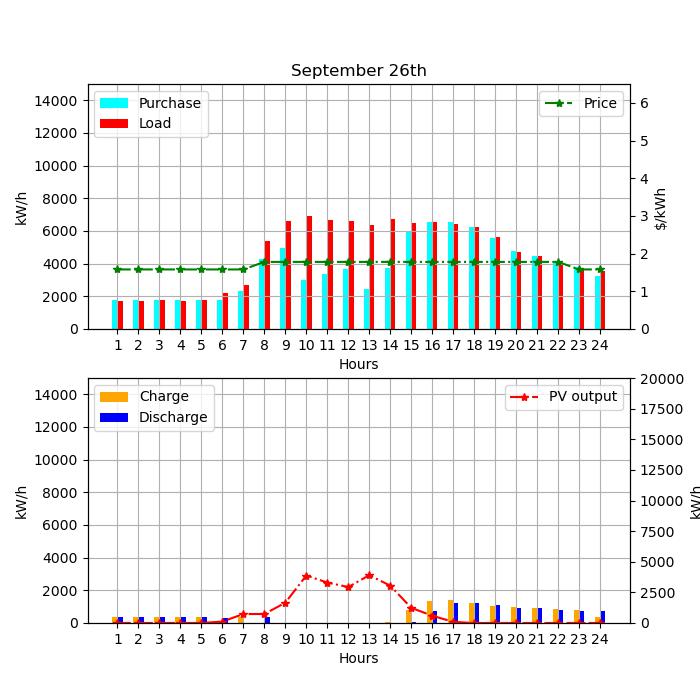 September 26th
14000
12000
10000
8000
6000
4000
2000
0
kW/h
Purchase
Load
Price
6
5
4
3
2
1
0
$/kWh
1 2 3 4 5 6 7 8 9 10 11 12 13 14 15 16 17 18 19 20 21 22 23 24
Hours
14000
12000
10000
8000
6000
4000
2000
0
kW/h
Charge
Discharge
PV output
20000
17500
15000
12500
10000
7500
5000
2500
0
kW/h
1 2 3 4 5 6 7 8 9 10 11 12 13 14 15 16 17 18 19 20 21 22 23 24
Hours